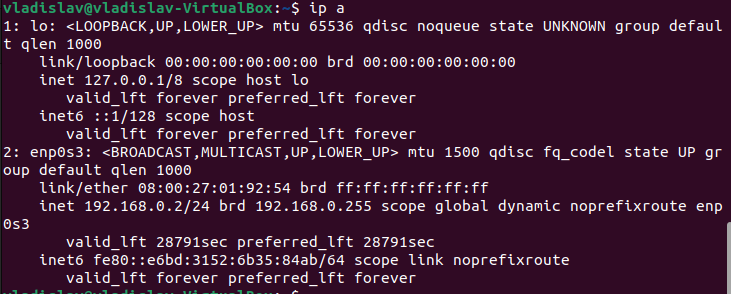 vladislav@vladislav-VirtualBox:~$ ip a
1: lo: <LOOPBACK,UP,LOWER_UP> mtu 65536 qdisc noqueue state UNKNOWN group defaul
t qlen 1000
    link/loopback 00:00:00:00:00:00 brd 00:00:00:00:00:00
    inet 127.0.0.1/8 scope host lo
       valid_lft forever preferred_lft forever
    inet6 ::1/128 scope host
       valid_lft forever preferred_lft forever
2: enp0s3: <BROADCAST,MULTICAST,UP,LOWER_UP> mtu 1500 qdisc fq_codel state UP gr
oup default qlen 1000
    link/ether 08:00:27:01:92:54 brd ff:ff:ff:ff:ff:ff
    inet 192.168.0.2/24 brd 192.168.0.255 scope global dynamic noprefixroute enp
0s3
       valid_lft 28791sec preferred_lft 28791sec
    inet6 fe80::e6bd:3152:6b35:84ab/64 scope link noprefixroute
       valid_lft forever preferred_lft forever